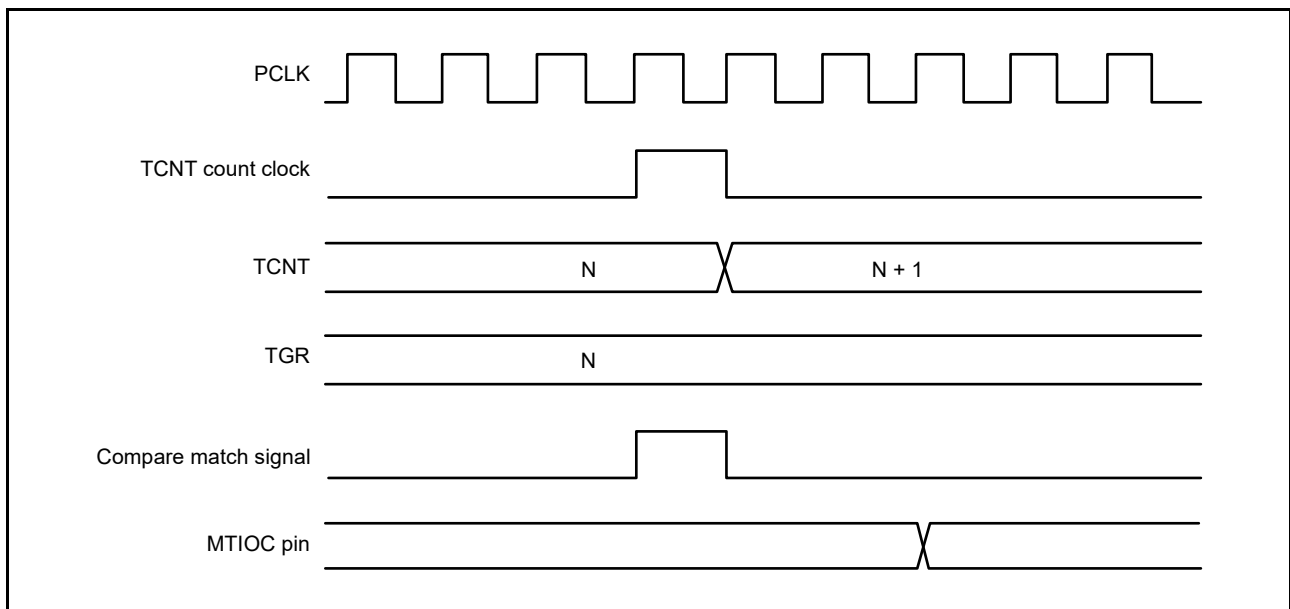 PCLK
TCNT count clock
TCNT
N
N + 1
TGR
N
Compare match signal
MTIOC pin